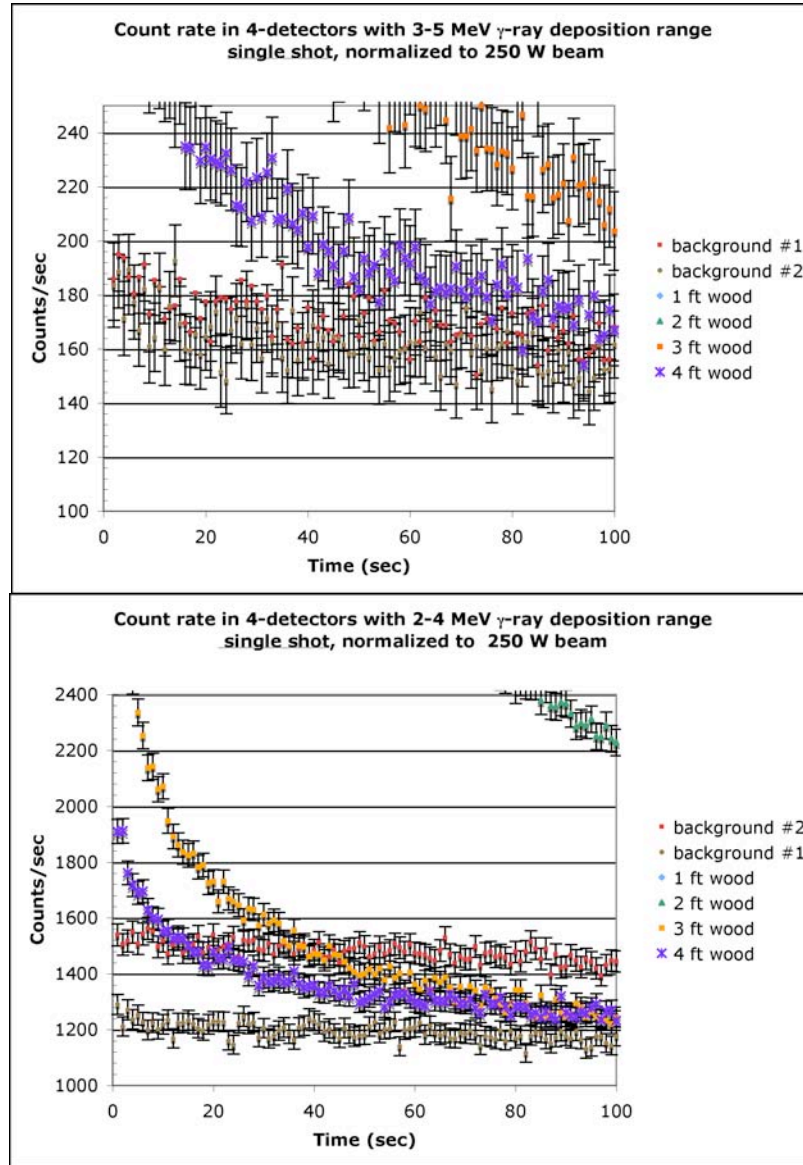 Count rate in 4-detectors with 3-5 MeV γ-ray deposition range
single shot, normalized to 250 W beam
240
220
200
180
160
140
120
100
Counts/sec
0 20 40 60 80 100
Time (sec)
background #1
background #2
1 ft wood
2 ft wood
3 ft wood
4 ft wood
Count rate in 4-detectors with 2-4 MeV γ-ray deposition range
single shot, normalized to 250 W beam
2400
2200
2000
1800
1600
1400
1200
1000
Counts/sec
0 20 40 60 80 100
Time (sec)
background #2
background #1
1 ft wood
2 ft wood
3 ft wood
4 ft wood